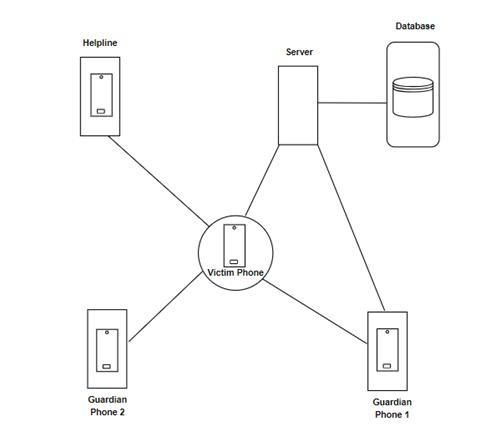 Database
Helpline
Server
Victim Phone
Guardian
Phone 2
Guardian
Phone 1